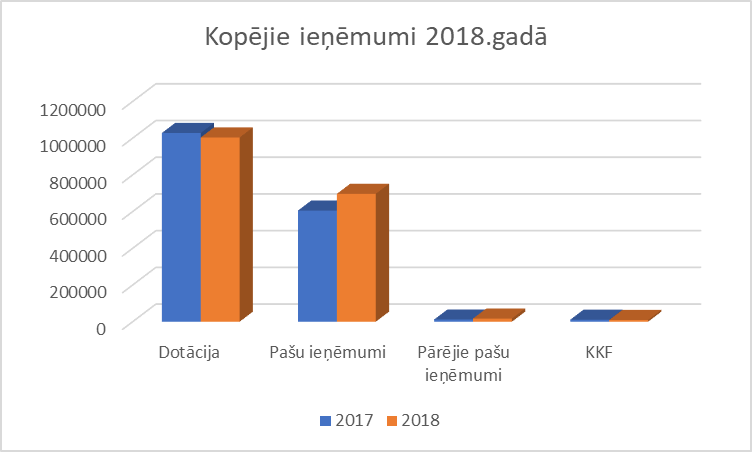 Kopējie ieņēmumi 2018.gadā
1200000
1000000
800000
600000
400000
200000
0
Dotācija
Pašu ieņēmumi
Pārējie pašu
ieņēmumi
KKF
2017
2018